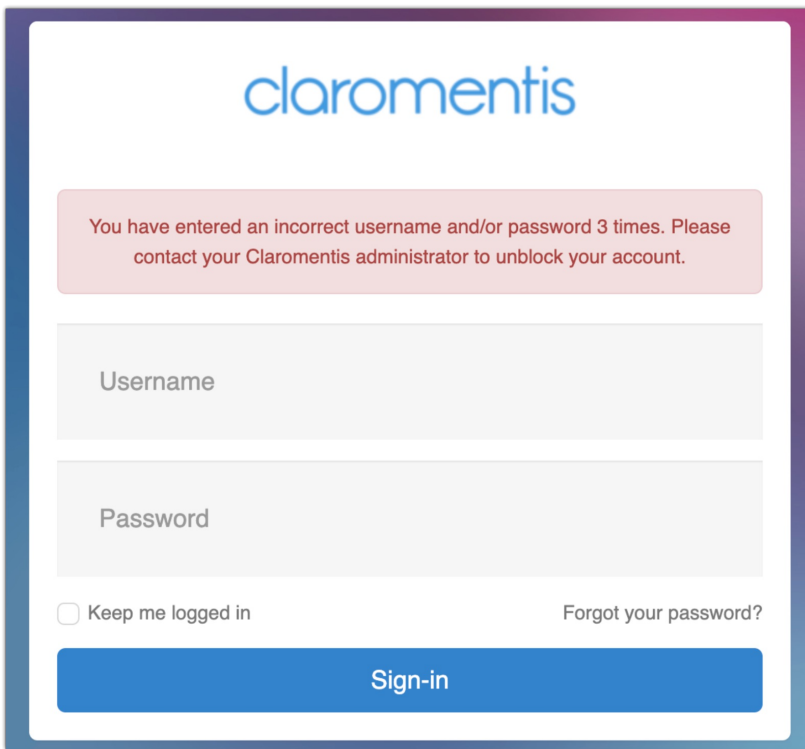 claromentis
You have entered an incorrect username and/or password 3 times. Please
contact your Claromentis administrator to unblock your account.
Username
Password
Keep me logged in
Forgot your password?
Sign-in